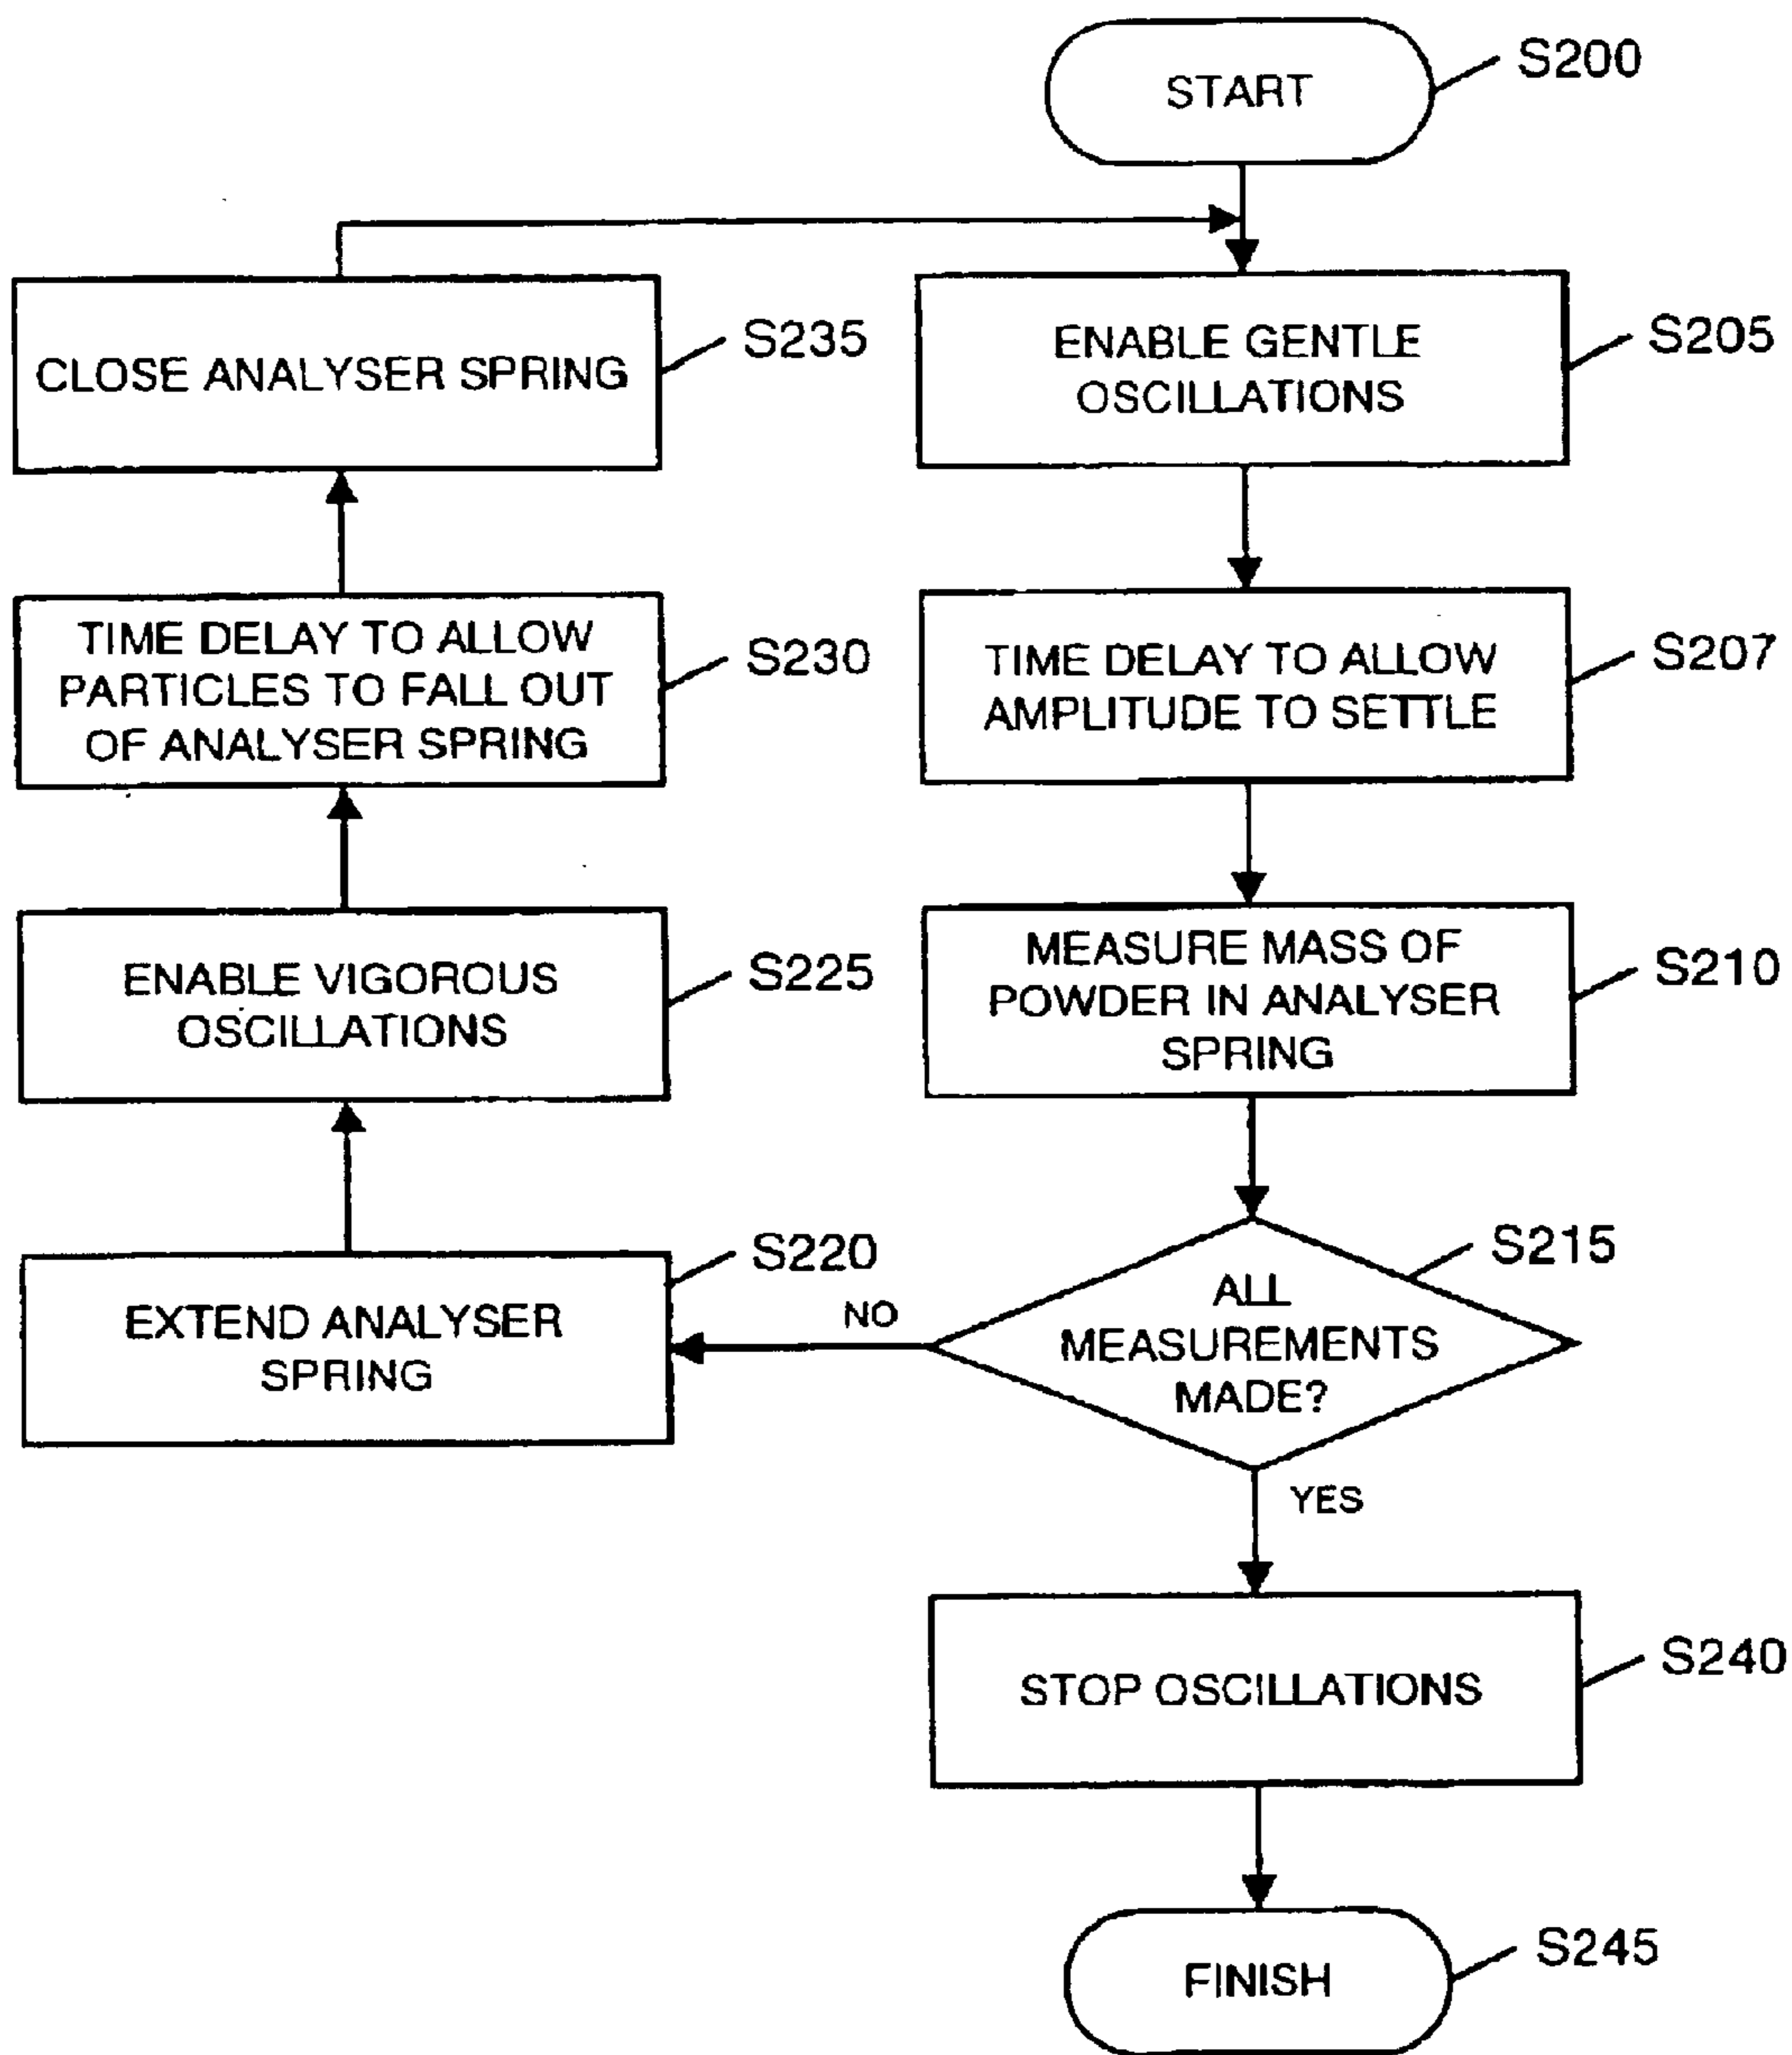 START
S200
ENABLE GENTLE
OSCILLATIONS
S205
TIME DELAY TO ALLOW
AMPLITUDE TO SETTLE
S207
MEASURE MASS OF
POWDER IN ANALYSER
SPRING
S210
ALL
MEASUREMENTS
MADE?
S215
NO
EXTEND ANALYSER
SPRING
S220
ENABLE VIGOROUS
OSCILLATIONS
S225
TIME DELAY TO ALLOW
PARTICLES TO FALL OUT
OF ANALYSER SPRING
S230
CLOSE ANALYSER SPRING
S235
YES
STOP OSCILLATIONS
S240
FINISH
S245